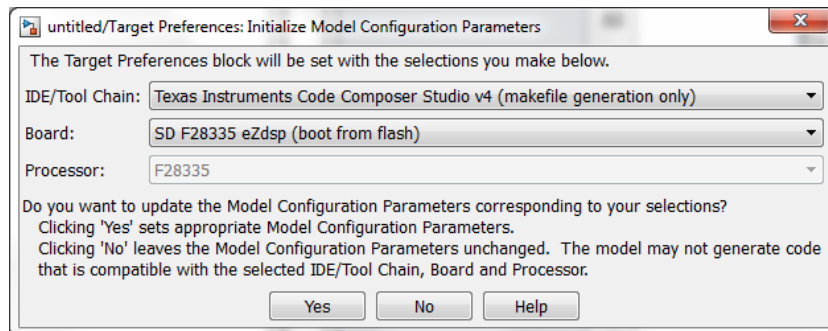 untitled/Target Preferences: Initialize Model Configuration Parameters
The Target Preferences block will be set with the selections you make below.
IDE/Tool Chain: Texas Instruments Code Composer Studio v4 (makefile generation only)
Board: SD F28335 eZdsp (boot from flash)
Processor: F28335
Do you want to update the Model Configuration Parameters corresponding to your selections?
Clicking 'Yes' sets appropriate Model Configuration Parameters.
Clicking 'No' leaves the Model Configuration Parameters unchanged. The model may not generate code
that is compatible with the selected IDE/Tool Chain, Board and Processor.
Yes No Help